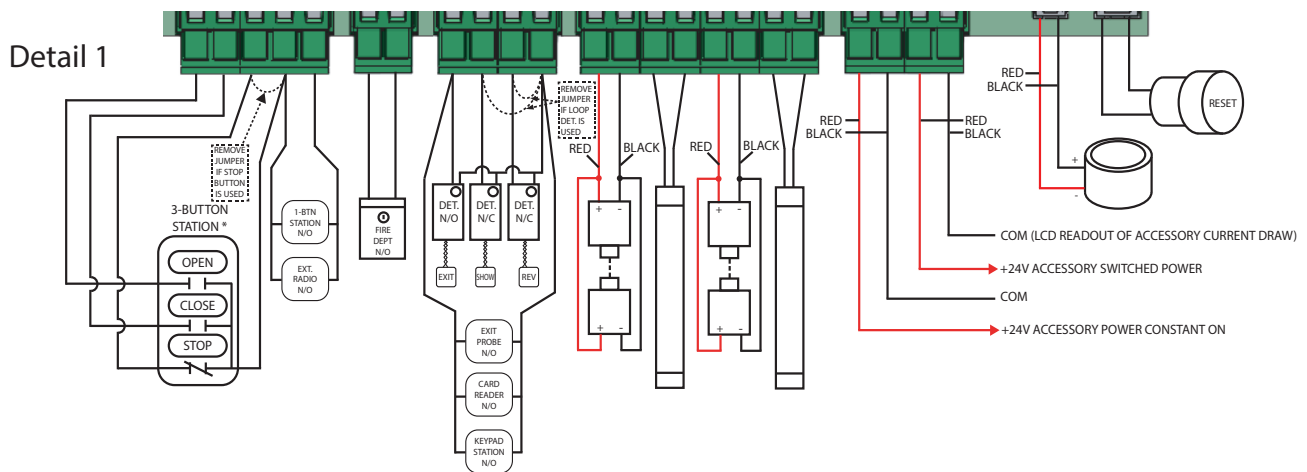 Detail 1
REMOVE
JUMPER
IF STOP
BUTTON
IS USED
3-BUTTON
STATION *
OPEN
CLOSE
STOP
1-BTN
STATION
N/O
EXT.
RADIO
N/O
FIRE
DEPT
N/O
DET.
N/O
DET.
N/C
DET.
N/C
EXIT
SHOW
REV
EXIT
PROBE
N/O
CARD
READER
N/O
KEYPAD
STATION
N/O
REMOVE
JUMPER
IF LOOP
DET. IS
USED
RED
BLACK
+ -
+ -
RED
BLACK
+ -
+ -
RED
BLACK
RED
BLACK
COM (LCD READOUT OF ACCESSORY CURRENT DRAW)
+24V ACCESSORY SWITCHED POWER
COM
+24V ACCESSORY POWER CONSTANT ON
RED
BLACK
+
-
RESET